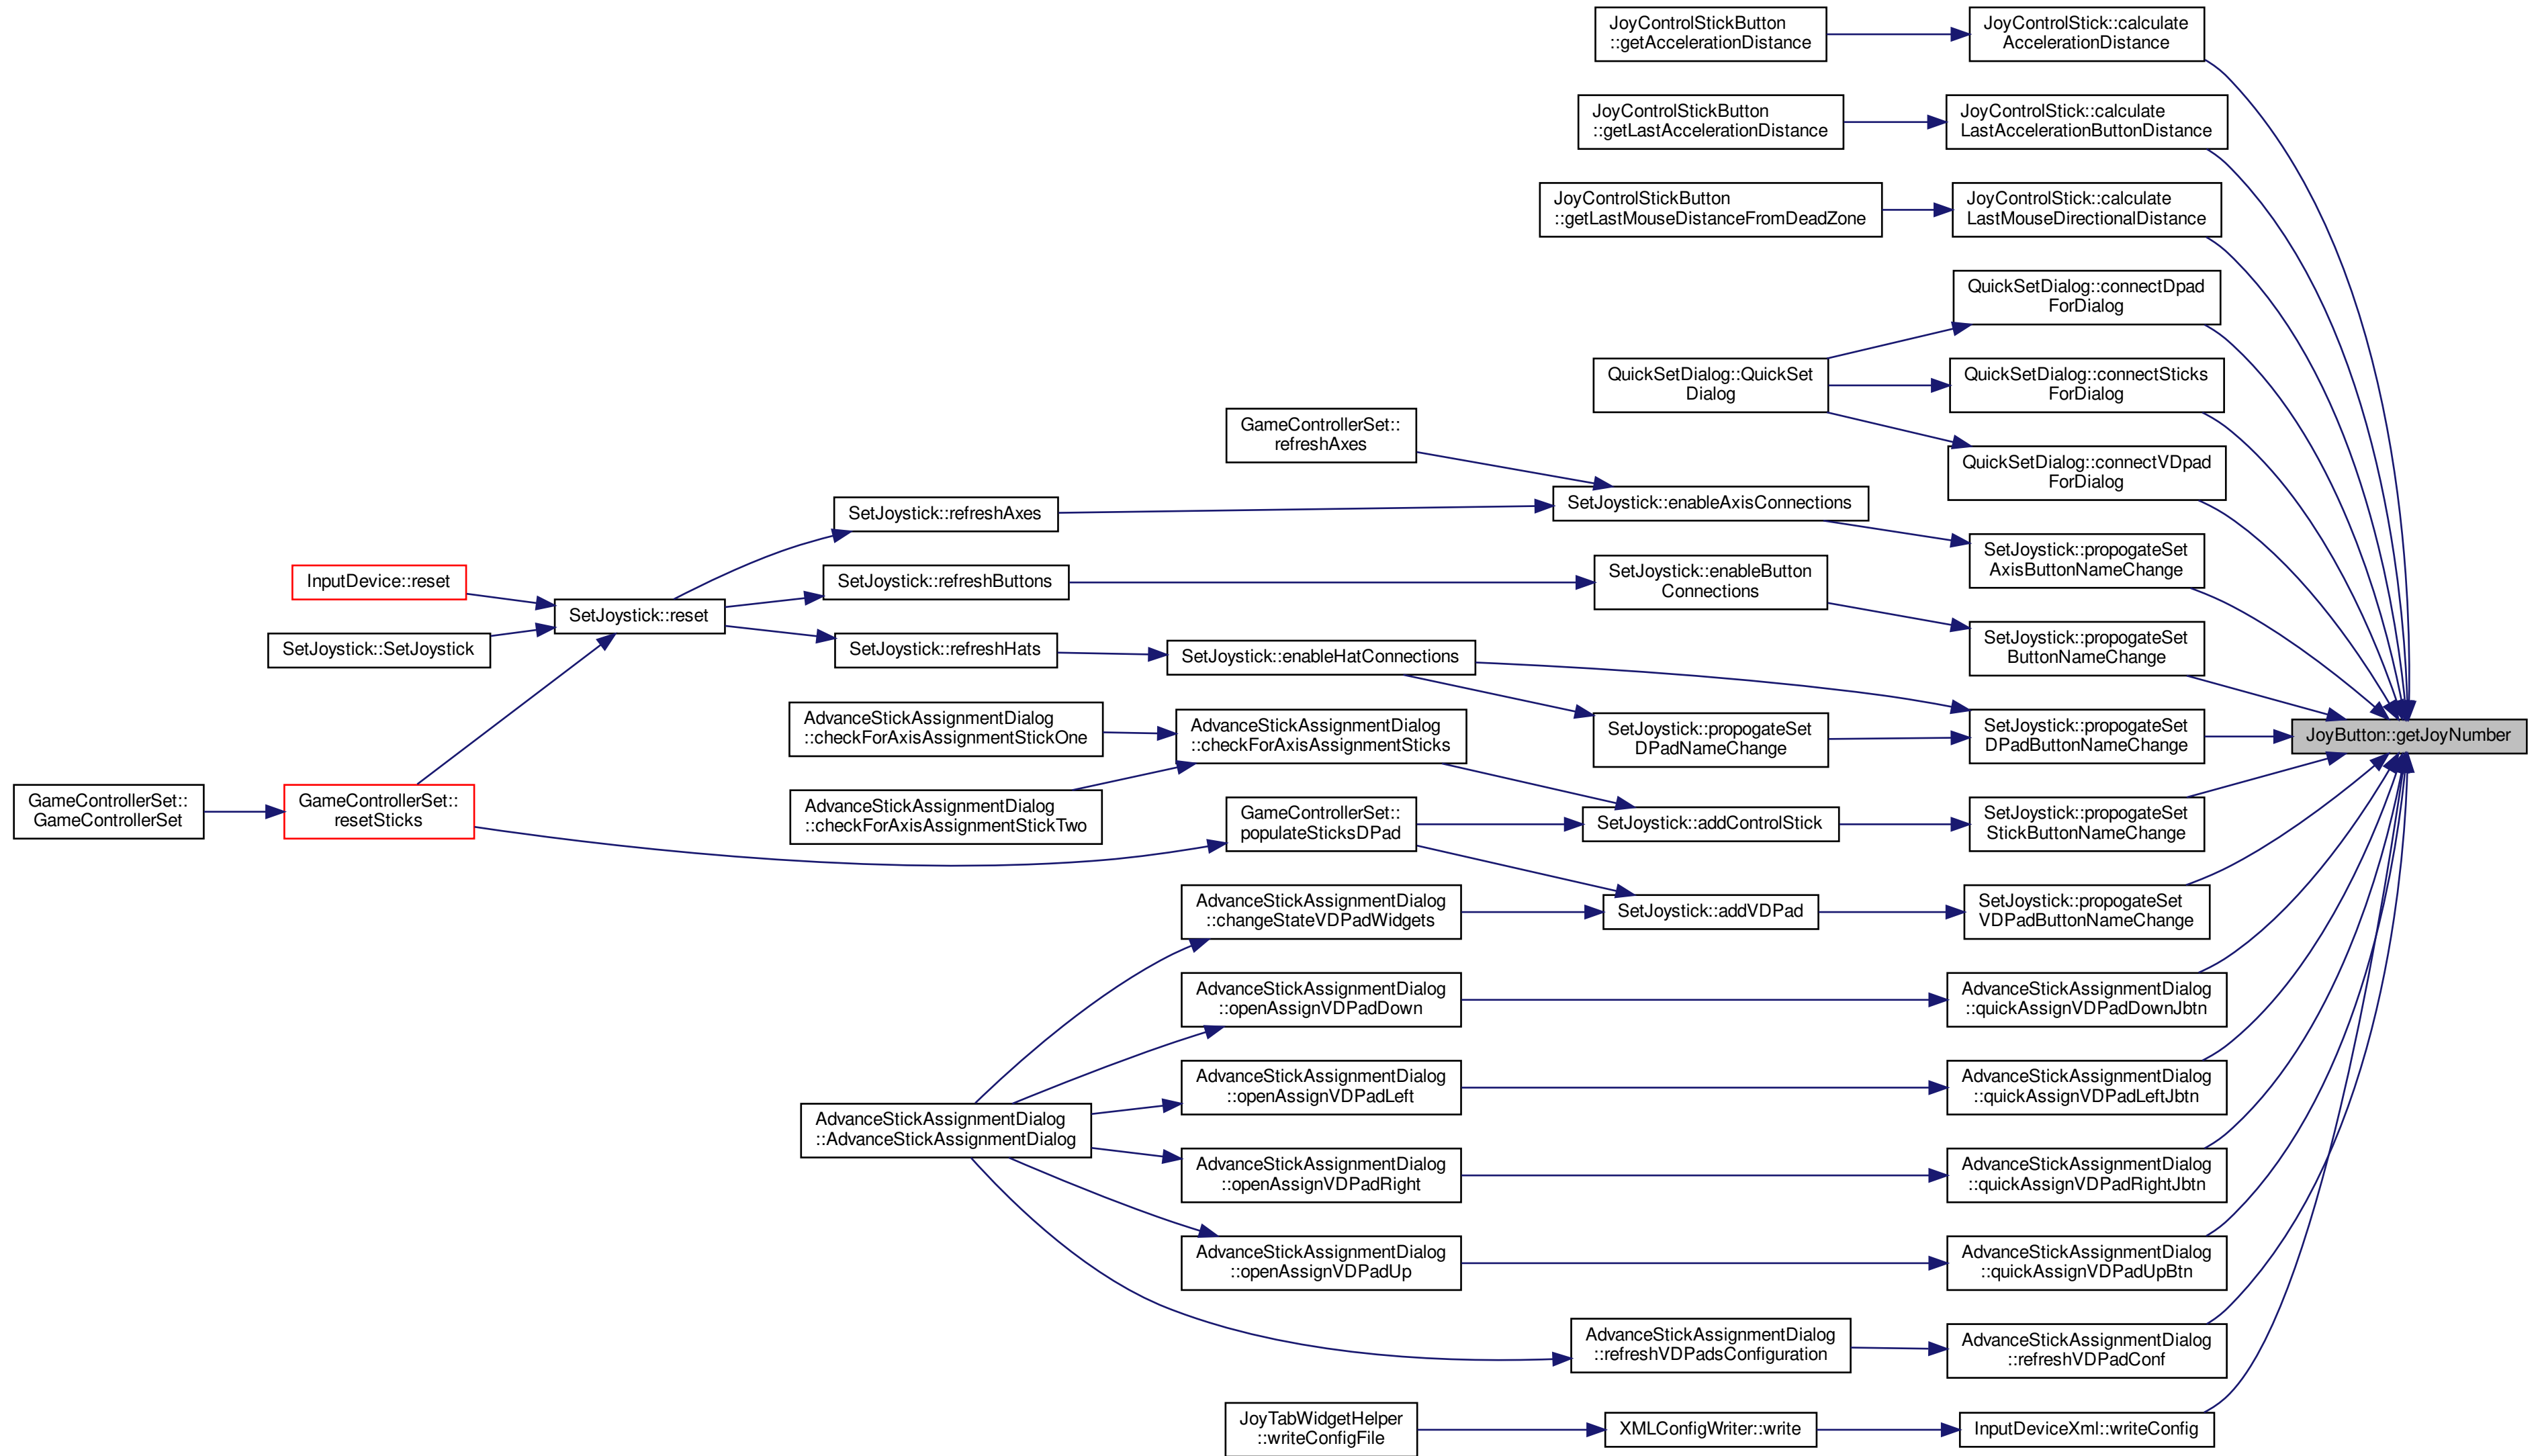 JoyControlStickButton
::getAccelerationDistance
JoyControlStick::calculate
AccelerationDistance
JoyControlStickButton
::getLastAccelerationDistance
JoyControlStick::calculate
LastAccelerationButtonDistance
JoyControlStickButton
::getLastMouseDistanceFromDeadZone
JoyControlStick::calculate
LastMouseDirectionalDistance
QuickSetDialog::connectDpad
ForDialog
QuickSetDialog::QuickSet
Dialog
QuickSetDialog::connectSticks
ForDialog
GameControllerSet::
refreshAxes
QuickSetDialog::connectVDpad
ForDialog
SetJoystick::refreshAxes
SetJoystick::enableAxisConnections
SetJoystick::propogateSet
AxisButtonNameChange
InputDevice::reset
SetJoystick::refreshButtons
SetJoystick::enableButton
Connections
SetJoystick::reset
SetJoystick::SetJoystick
SetJoystick::refreshHats
SetJoystick::enableHatConnections
SetJoystick::propogateSet
ButtonNameChange
AdvanceStickAssignmentDialog
::checkForAxisAssignmentStickOne
AdvanceStickAssignmentDialog
::checkForAxisAssignmentSticks
SetJoystick::propogateSet
DPadNameChange
SetJoystick::propogateSet
DPadButtonNameChange
JoyButton::getJoyNumber
GameControllerSet::
GameControllerSet
GameControllerSet::
resetSticks
AdvanceStickAssignmentDialog
::checkForAxisAssignmentStickTwo
GameControllerSet::
populateSticksDPad
SetJoystick::addControlStick
SetJoystick::propogateSet
StickButtonNameChange
AdvanceStickAssignmentDialog
::changeStateVDPadWidgets
SetJoystick::addVDPad
SetJoystick::propogateSet
VDPadButtonNameChange
AdvanceStickAssignmentDialog
::openAssignVDPadDown
AdvanceStickAssignmentDialog
::quickAssignVDPadDownJbtn
AdvanceStickAssignmentDialog
::openAssignVDPadLeft
AdvanceStickAssignmentDialog
::quickAssignVDPadLeftJbtn
AdvanceStickAssignmentDialog
::AdvanceStickAssignmentDialog
AdvanceStickAssignmentDialog
::openAssignVDPadRight
AdvanceStickAssignmentDialog
::quickAssignVDPadRightJbtn
AdvanceStickAssignmentDialog
::openAssignVDPadUp
AdvanceStickAssignmentDialog
::quickAssignVDPadUpBtn
AdvanceStickAssignmentDialog
::refreshVDPadsConfiguration
AdvanceStickAssignmentDialog
::refreshVDPadConf
JoyTabWidgetHelper
::writeConfigFile
XMLConfigWriter::write
InputDeviceXml::writeConfig